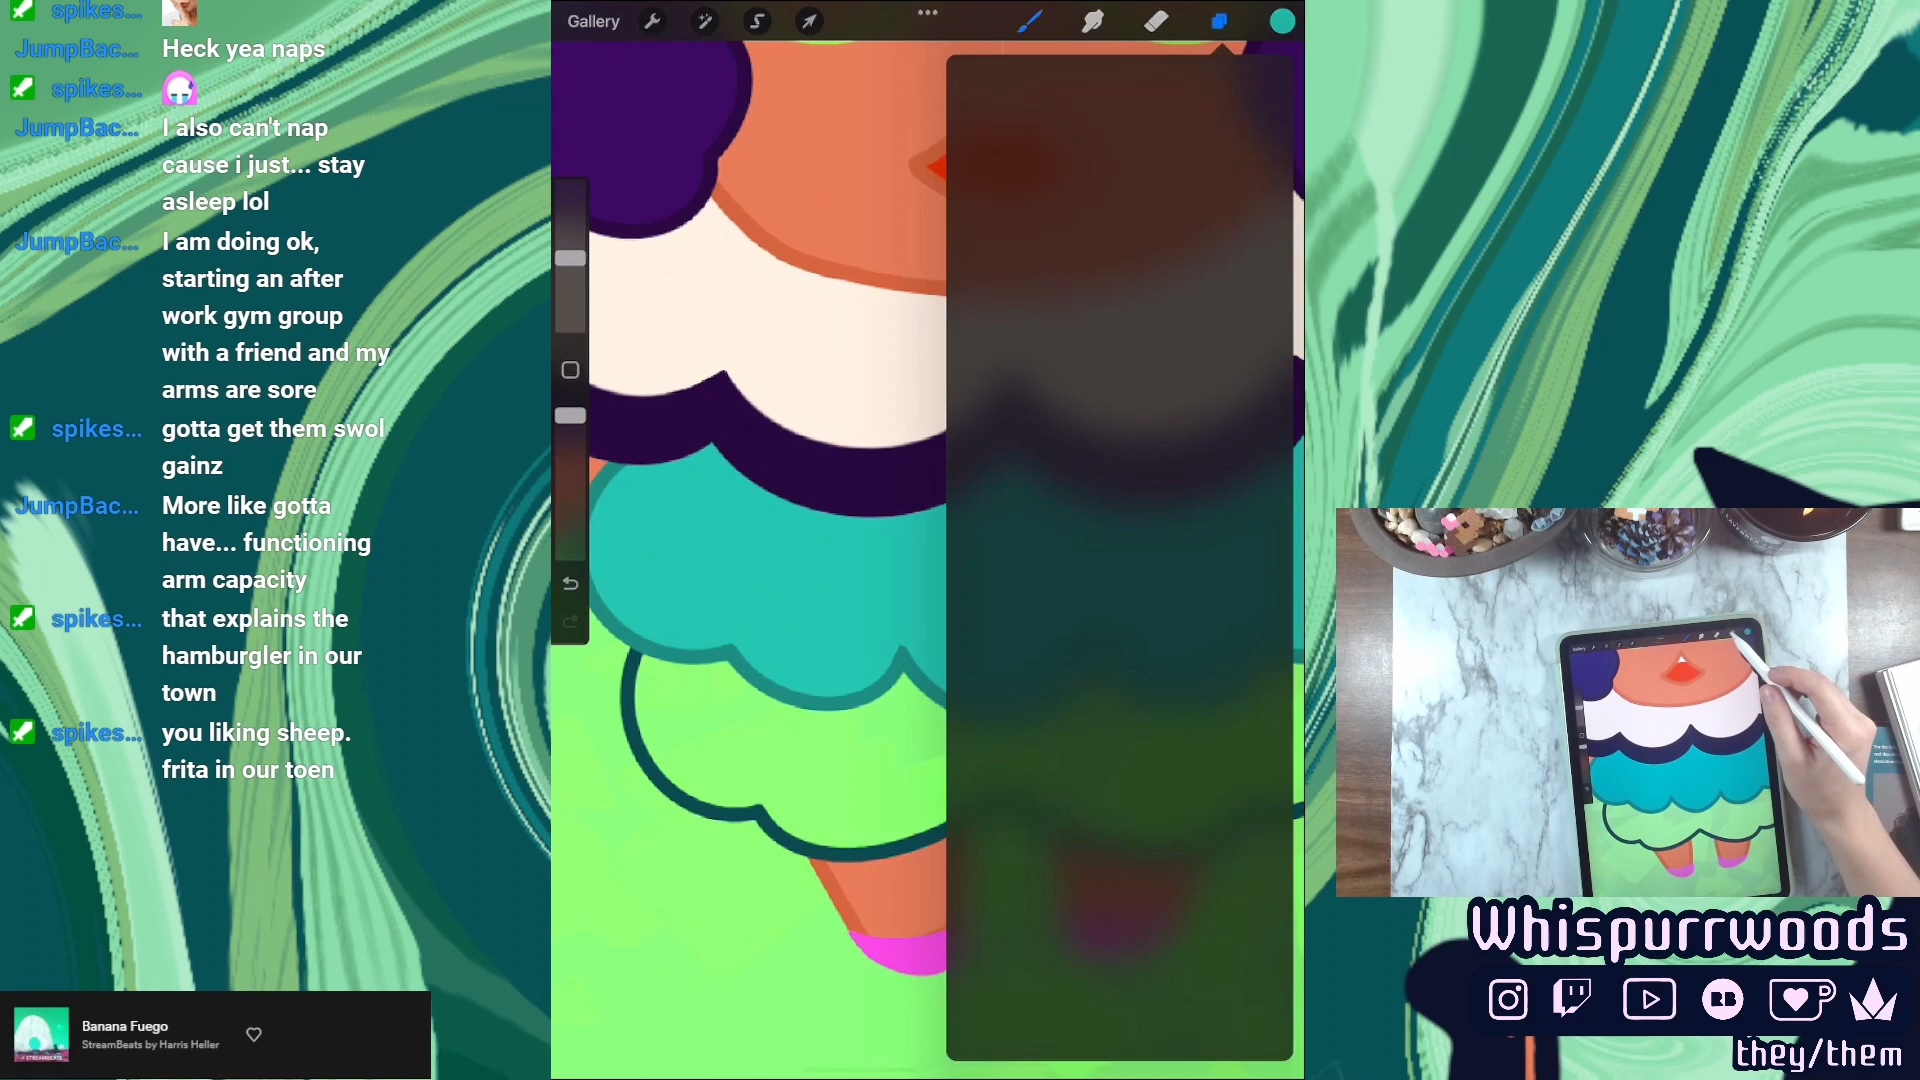 spikes...
JumpBac... Heck yea naps
spikes...
JumpBac... I also can't nap
cause i just... stay
asleep lol
JumpBac... I am doing ok,
starting an after
work gym group
with a friend and my
arms are sore
spikes... gotta get them swol
gainz
JumpBac... More like gotta
have... functioning
arm capacity
spikes... that explains the
hamburgler in our
town
spikes... you liking sheep.
frita in our toen
Banana Fuego
StreamBeats by Harris Heller
Gallery
Whispurrwoods
RB
they/them